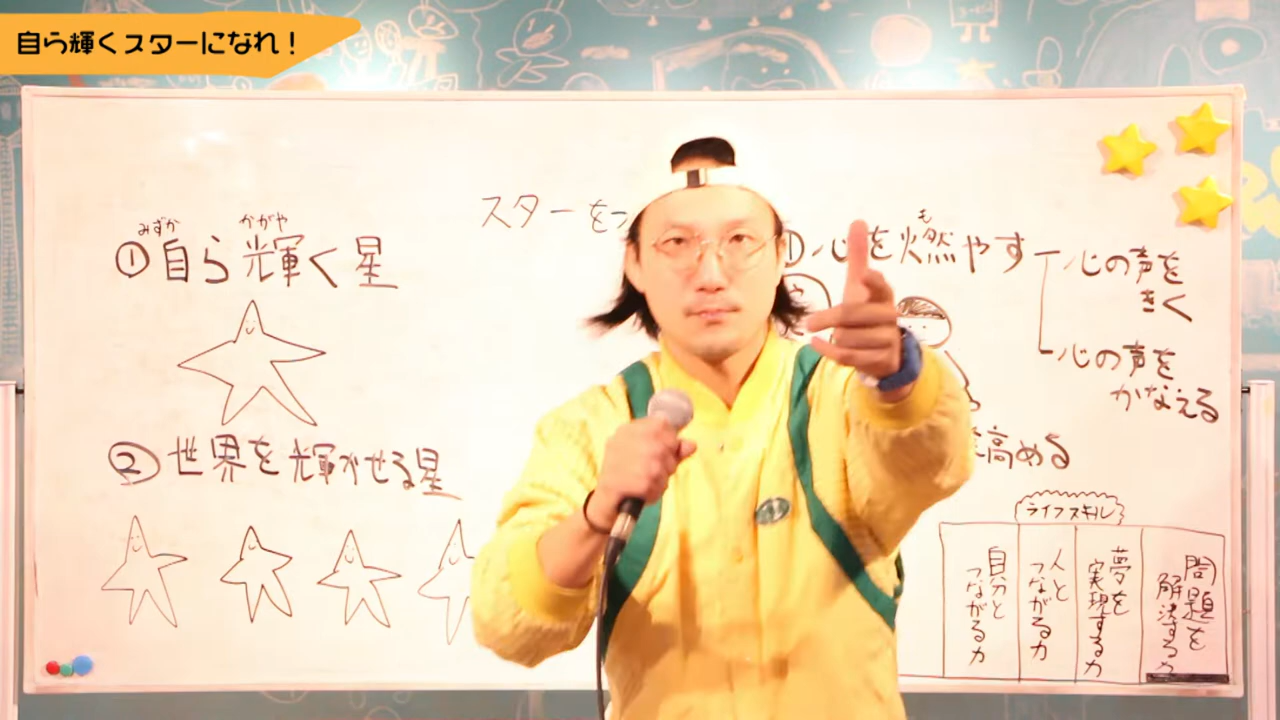 自ら輝くスターになれ！
みずか かがや
①自ら輝く星
②世界を輝かせる星
スターをつ
も
①心を燃やす
心の声を
きく
心の声を
かなえる
高める
ライフスキル
自分と
つながる力
人と
つながる力
夢を
実現する力
問題を
解決する力